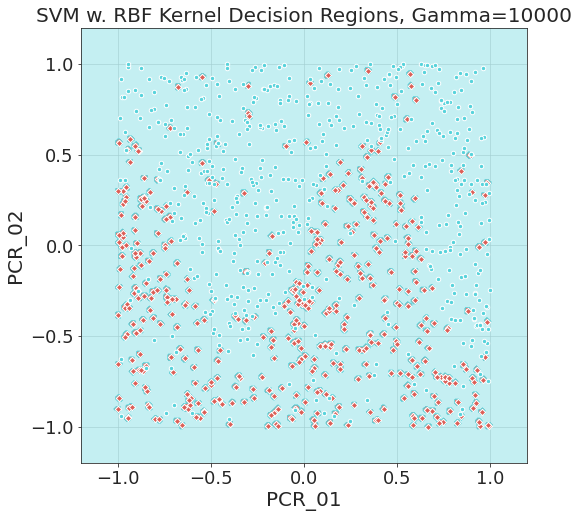 SVM w. RBF Kernel Decision Regions, Gamma=10000
1.0
0.5
0.0
−0.5
−1.0
PCR_02
−1.0 −0.5 0.0 0.5 1.0
PCR_01